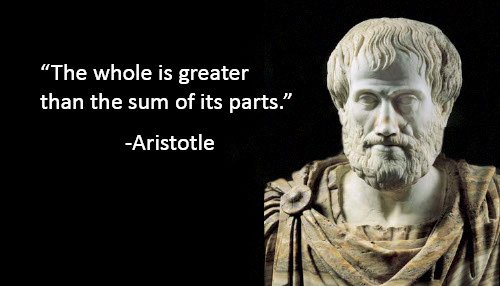 “The whole is greater
than the sum of its parts.”
-Aristotle